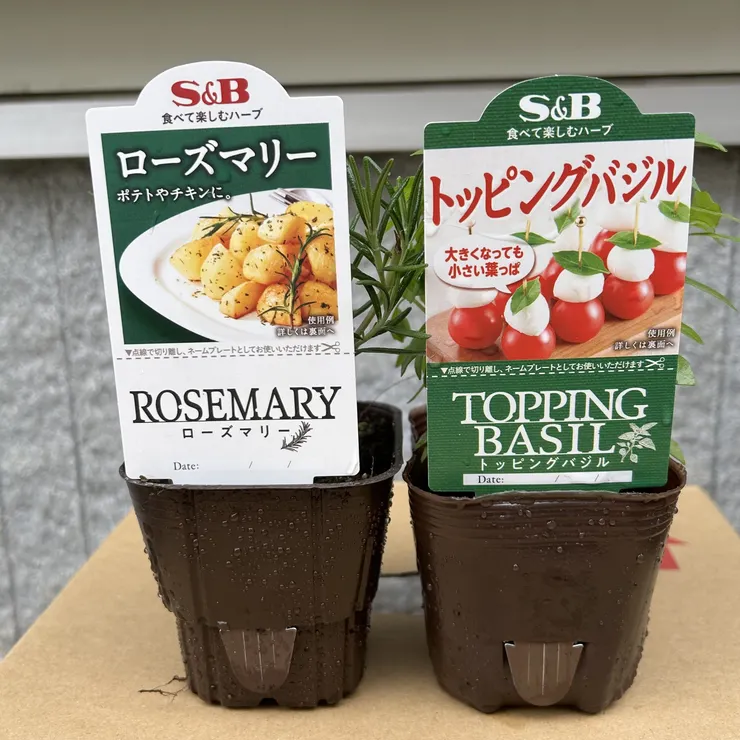 S&B
食べて楽しむハーブ
ローズマリー
ポテトやチキンに。
使用例
詳しくは裏面へ
▼点線で切り離し、ネームプレートとしてお使いいただけます
ROSEMARY
ローズマリー
Date: / /
S&B
食べて楽しむハーブ
トッピングバジル
大きくなっても
小さい葉っぱ
使用例
詳しくは裏面へ
▼点線で切り離し、ネームプレートとしてお使いいただけます
TOPPING
BASIL
トッピングバジル
Date: / /